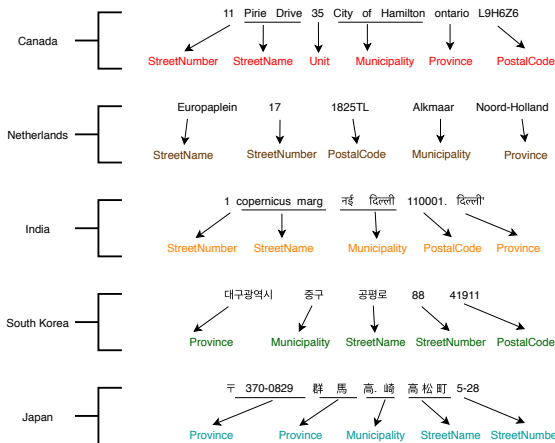 11 Pirie Drive 35 City of Hamilton ontario L9H6Z6
Canada
StreetNumber StreetName Unit Municipality Province PostalCode
Europaplein 17 1825TL Alkmaar Noord-Holland
Netherlands
StreetName StreetNumber PostalCode Municipality Province
1 copernicus marg नई दिल्ली 110001. दिल्ली'
India
StreetNumber StreetName Municipality PostalCode Province
대구광역시 중구 공평로 88 41911
South Korea
Province Municipality StreetName StreetNumber PostalCode
〒 370-0829 群 馬 高. 崎 高 松 町 5-28
Japan
Province Province Municipality StreetName StreetNumbe